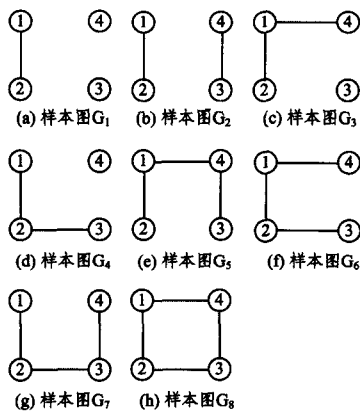 ① ④ ① ④ ① ④
② ③ ② ③ ② ③
(a) 样本图G₁ (b) 样本图G₂ (c) 样本图G₃
① ④ ① ④ ① ④
② ③ ② ③ ② ③
(d) 样本图G₄ (e) 样本图G₅ (f) 样本图G₆
① ④ ① ④
② ③ ② ③
(g) 样本图G₇ (h) 样本图G₈